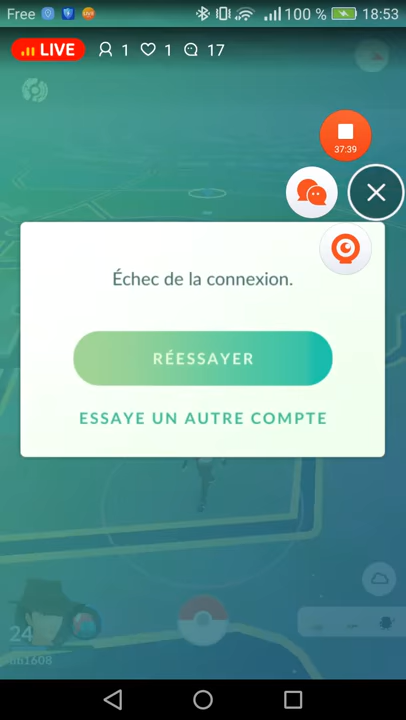 Free 100 % 18:53
LIVE 1 1 17
37:39
Échec de la connexion.
RÉESSAYER
ESSAYE UN AUTRE COMPTE
24